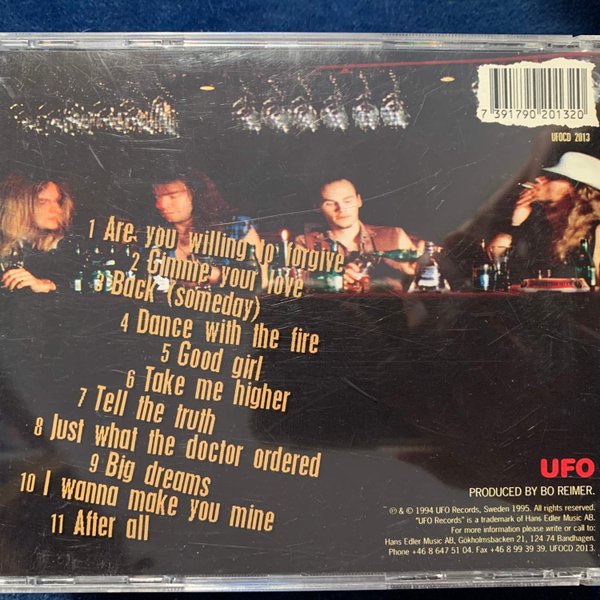 7 391790 201320
UFOCD 2013
1 Are you willing to forgive
2 Gimme your love
3 Back (someday)
4 Dance with the fire
5 Good girl
6 Take me higher
7 Tell the truth
8 Just what the doctor ordered
9 Big dreams
10 I wanna make you mine
11 After all
UFO
PRODUCED BY BO REIMER.
℗ & © 1994 UFO Records, Sweden 1995. All rights reserved.
"UFO Records" is a trademark of Hans Edler Music AB.
For more information please write or call to:
Hans Edler Music AB, Gökholmsbacken 21, 124 74 Bandhagen.
Phone +46 8 647 51 04. Fax +46 8 99 39 39. UFOCD 2013.